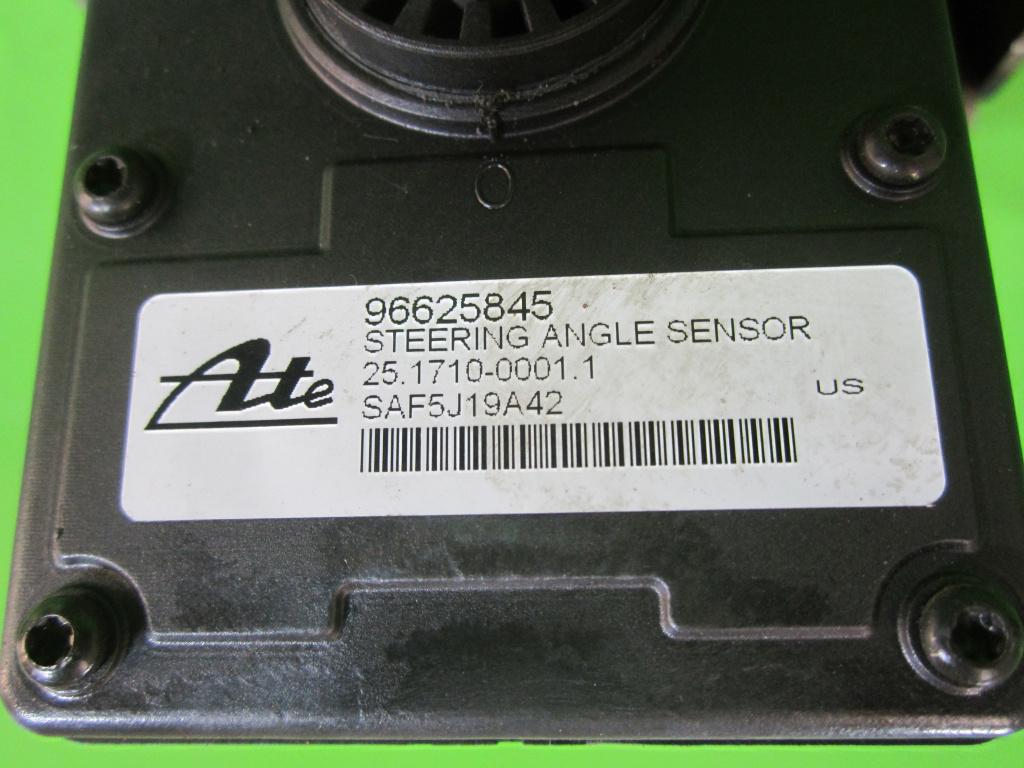 O
96625845
STEERING ANGLE SENSOR
Ate
25.1710-0001.1
US
SAF5J19A42